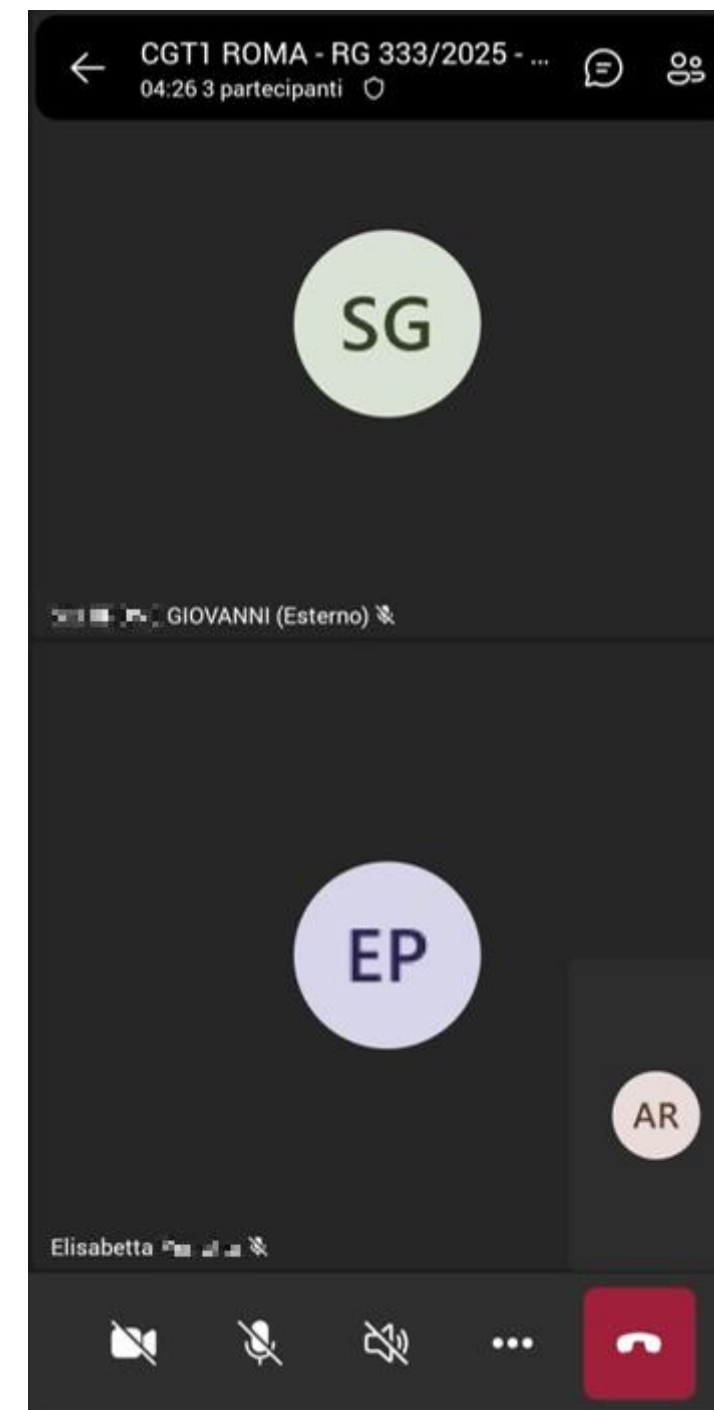 CGT1 ROMA - RG 333/2025 - ...
04:26 3 partecipanti
SG
GIOVANNI (Esterno)
EP
AR
Elisabetta